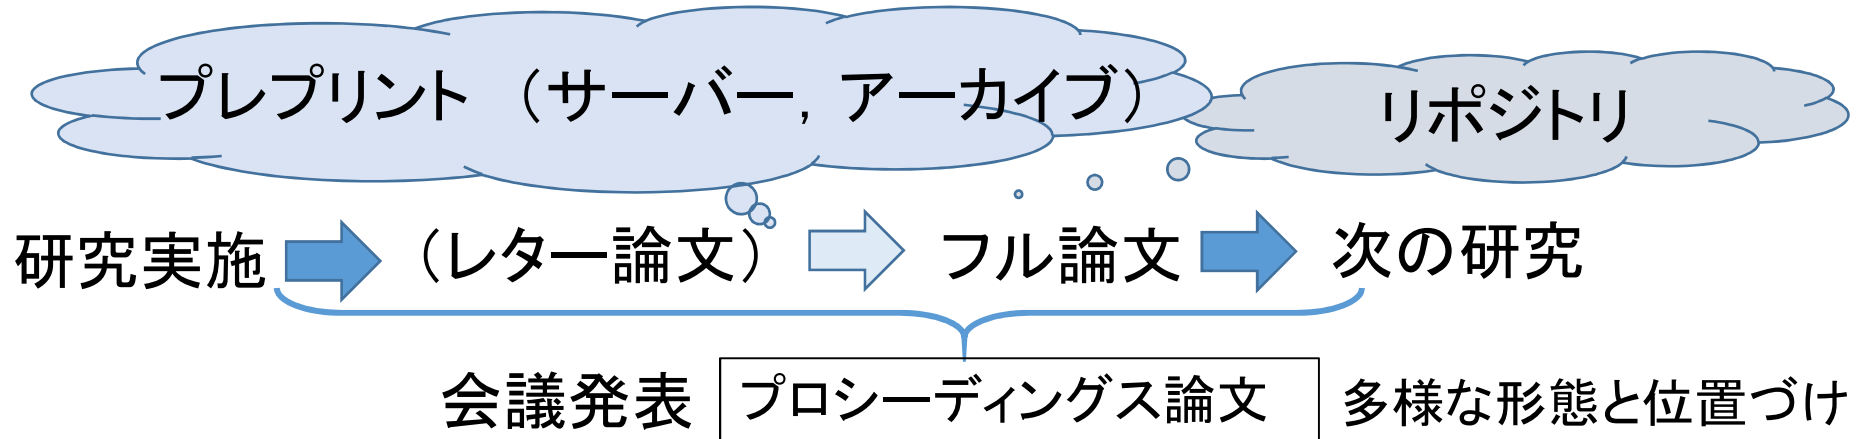 プレプリント（サーバー，アーカイブ）
リポジトリ
研究実施 （レター論文） フル論文 次の研究
会議発表 プロシーディングス論文 多様な形態と位置づけ